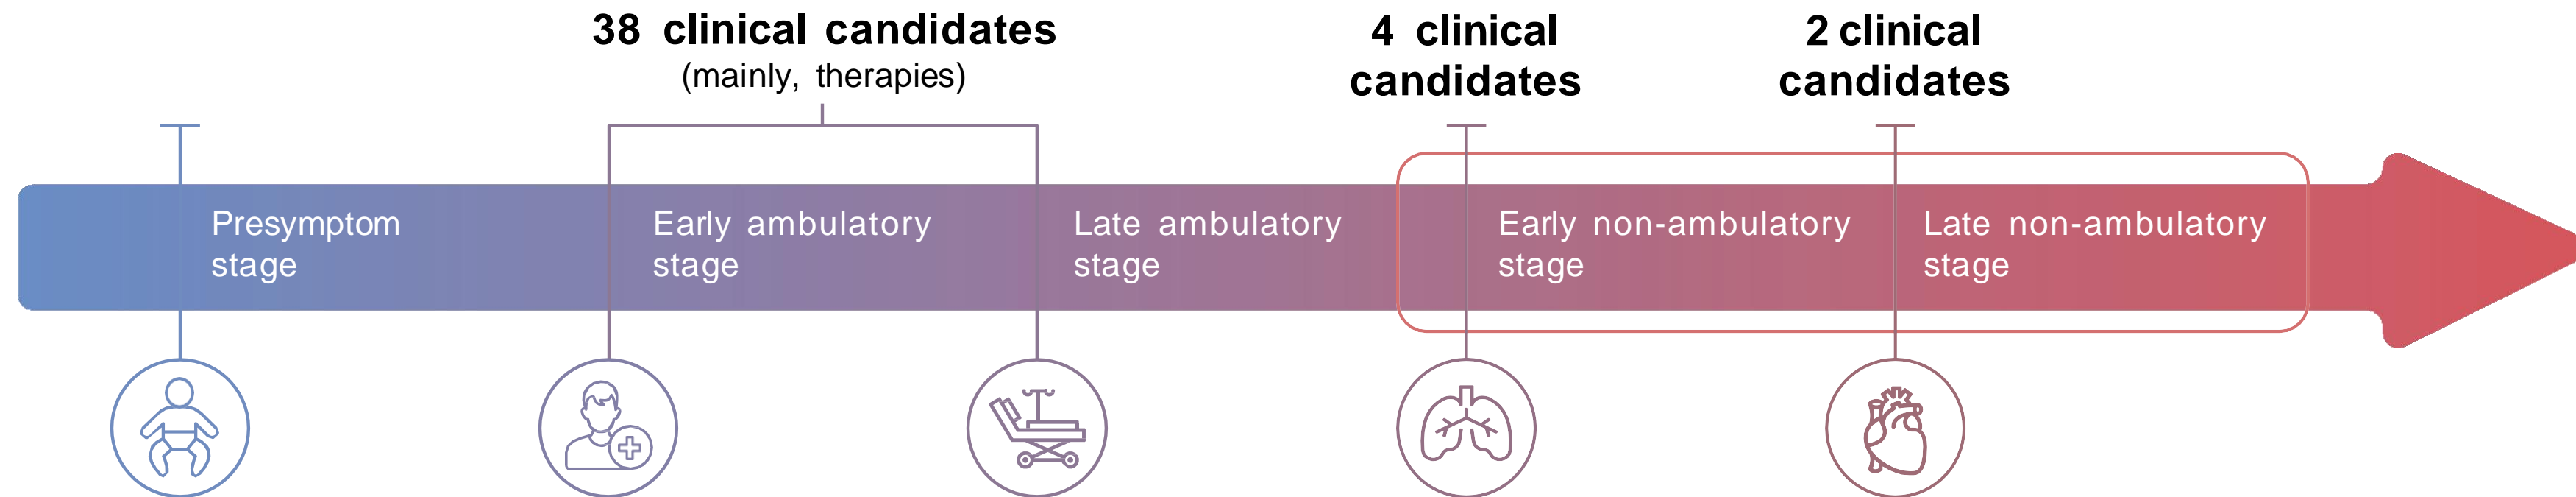 38 clinical candidates
(mainly, therapies)
4 clinical
candidates
2 clinical
candidates
Presymptom
stage
Early ambulatory
stage
Late ambulatory
stage
Early non-ambulatory
stage
Late non-ambulatory
stage